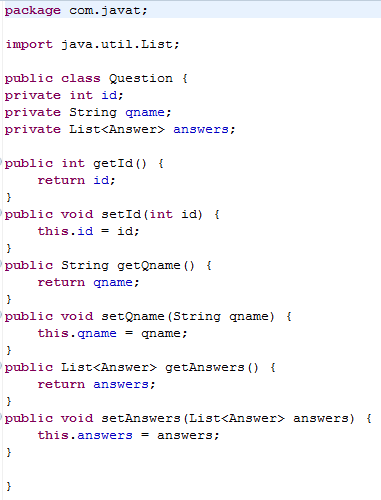 package com.javat;
import java.util.List;
public class Question {
private int id;
private String qname;
private List<Answer> answers;
public int getId() {
    return id;
}
public void setId(int id) {
    this.id = id;
}
public String getQname() {
    return qname;
}
public void setQname(String qname) {
    this.qname = qname;
}
public List<Answer> getAnswers() {
    return answers;
}
public void setAnswers(List<Answer> answers) {
    this.answers = answers;
}
}